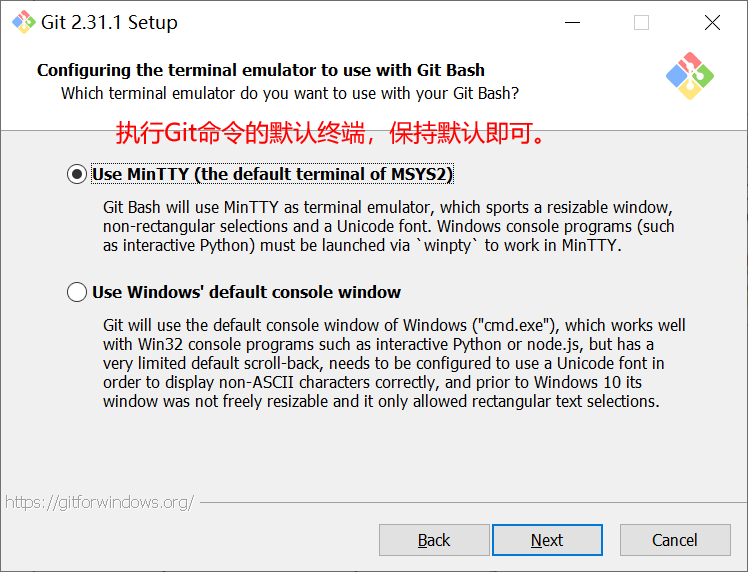 Git 2.31.1 Setup
Configuring the terminal emulator to use with Git Bash
Which terminal emulator do you want to use with your Git Bash?
执行Git命令的默认终端，保持默认即可。
Use MinTTY (the default terminal of MSYS2)
Git Bash will use MinTTY as terminal emulator, which sports a resizable window,
non-rectangular selections and a Unicode font. Windows console programs (such
as interactive Python) must be launched via `winpty` to work in MinTTY.
Use Windows' default console window
Git will use the default console window of Windows ("cmd.exe"), which works well
with Win32 console programs such as interactive Python or node.js, but has a
very limited default scroll-back, needs to be configured to use a Unicode font in
order to display non-ASCII characters correctly, and prior to Windows 10 its
window was not freely resizable and it only allowed rectangular text selections.
https://gitforwindows.org/
Back
Next
Cancel